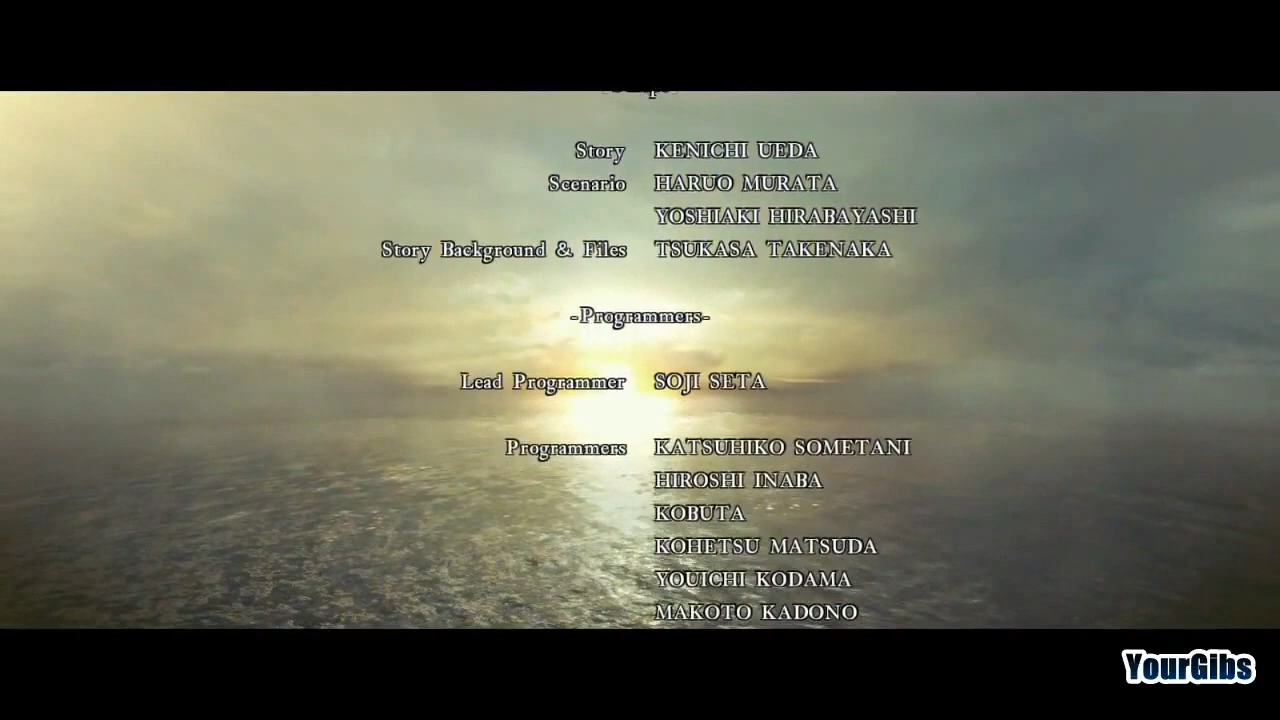 Story KENICHI UEDA
Scenario HARUO MURATA
YOSHIAKI HIRABAYASHI
Story Background & Files TSUKASA TAKENAKA
-Programmers-
Lead Programmer SOJI SETA
Programmers KATSUHIKO SOMETANI
HIROSHI INABA
KOBUTA
KOHETSU MATSUDA
YOUICHI KODAMA
MAKOTO KADONO
YourGibs